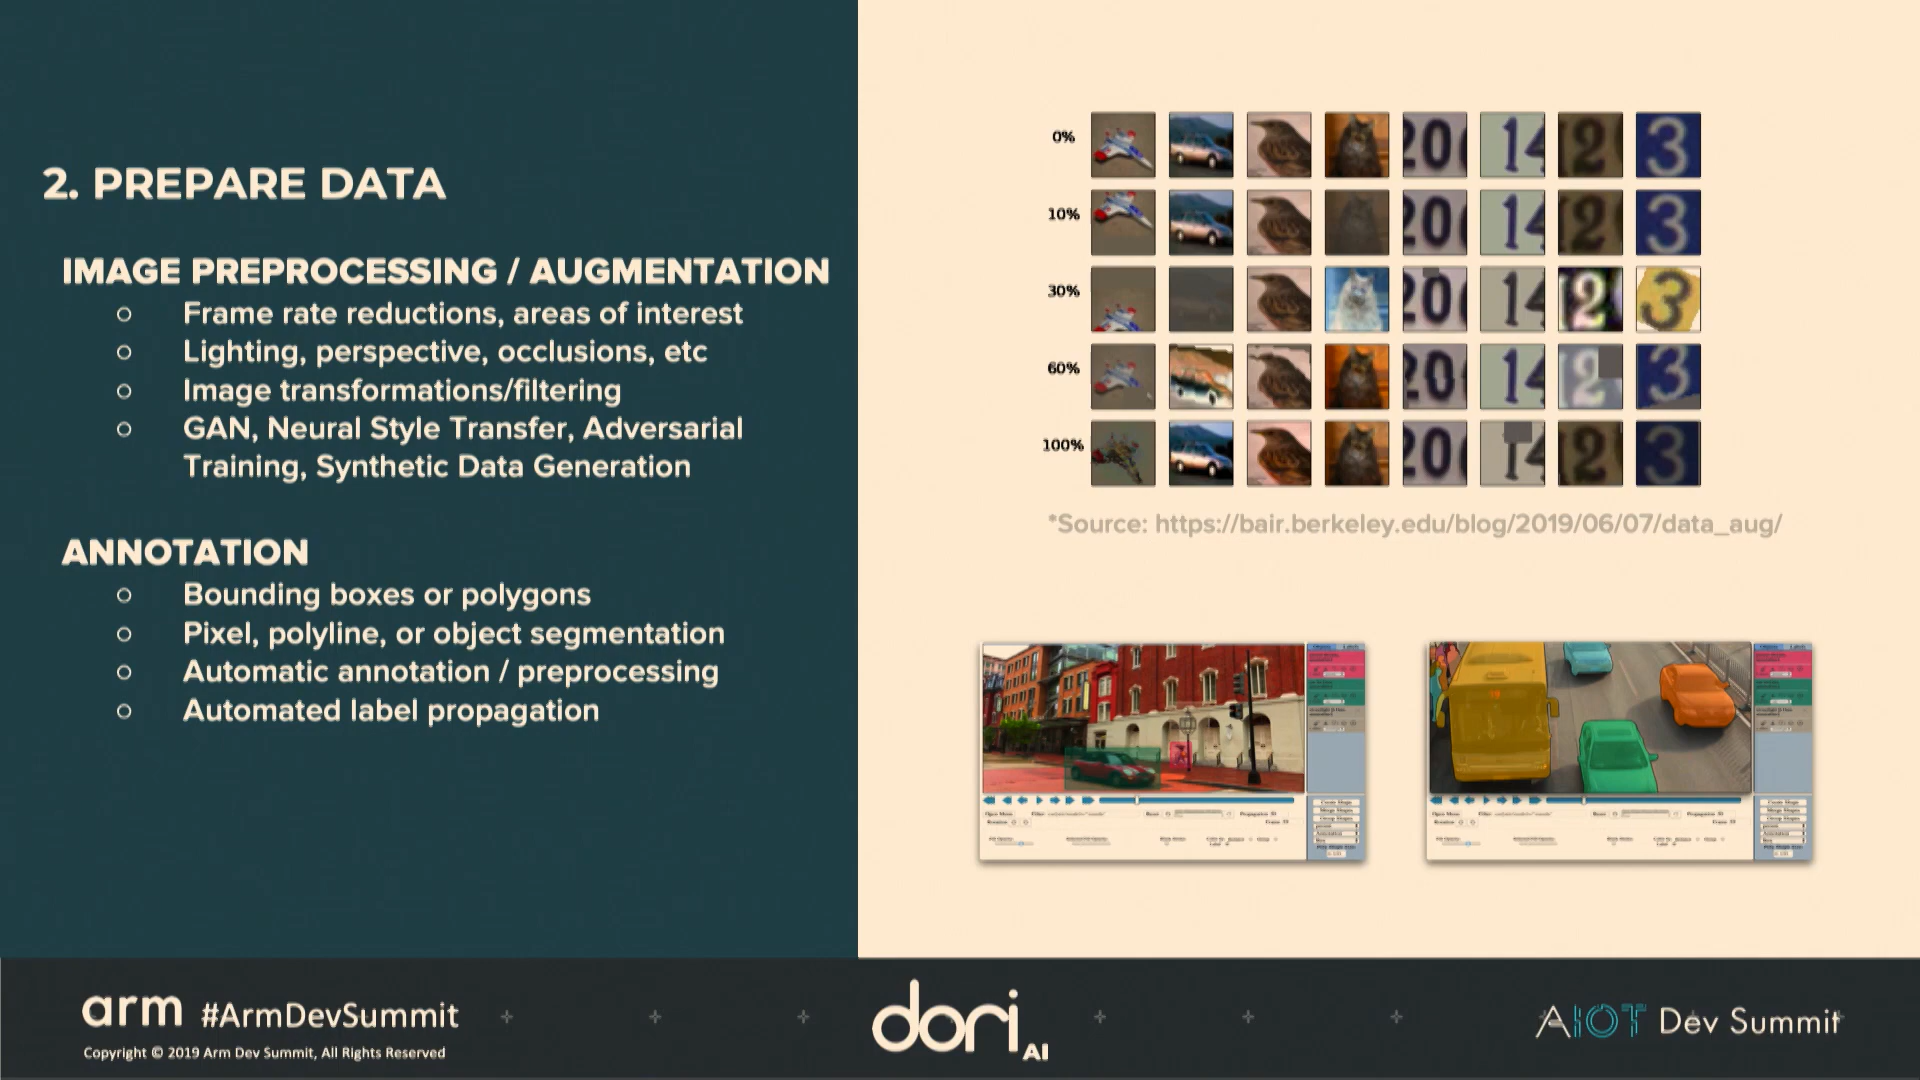 2. PREPARE DATA
IMAGE PREPROCESSING / AUGMENTATION
Frame rate reductions, areas of interest
Lighting, perspective, occlusions, etc
Image transformations/filtering
GAN, Neural Style Transfer, Adversarial
Training, Synthetic Data Generation
ANNOTATION
Bounding boxes or polygons
Pixel, polyline, or object segmentation
Automatic annotation / preprocessing
Automated label propagation
0%
10%
30%
60%
100%
*Source: https://bair.berkeley.edu/blog/2019/06/07/data_aug/
arm #ArmDevSummit
Copyright © 2019 Arm Dev Summit, All Rights Reserved
dori AI
AIOT Dev Summit